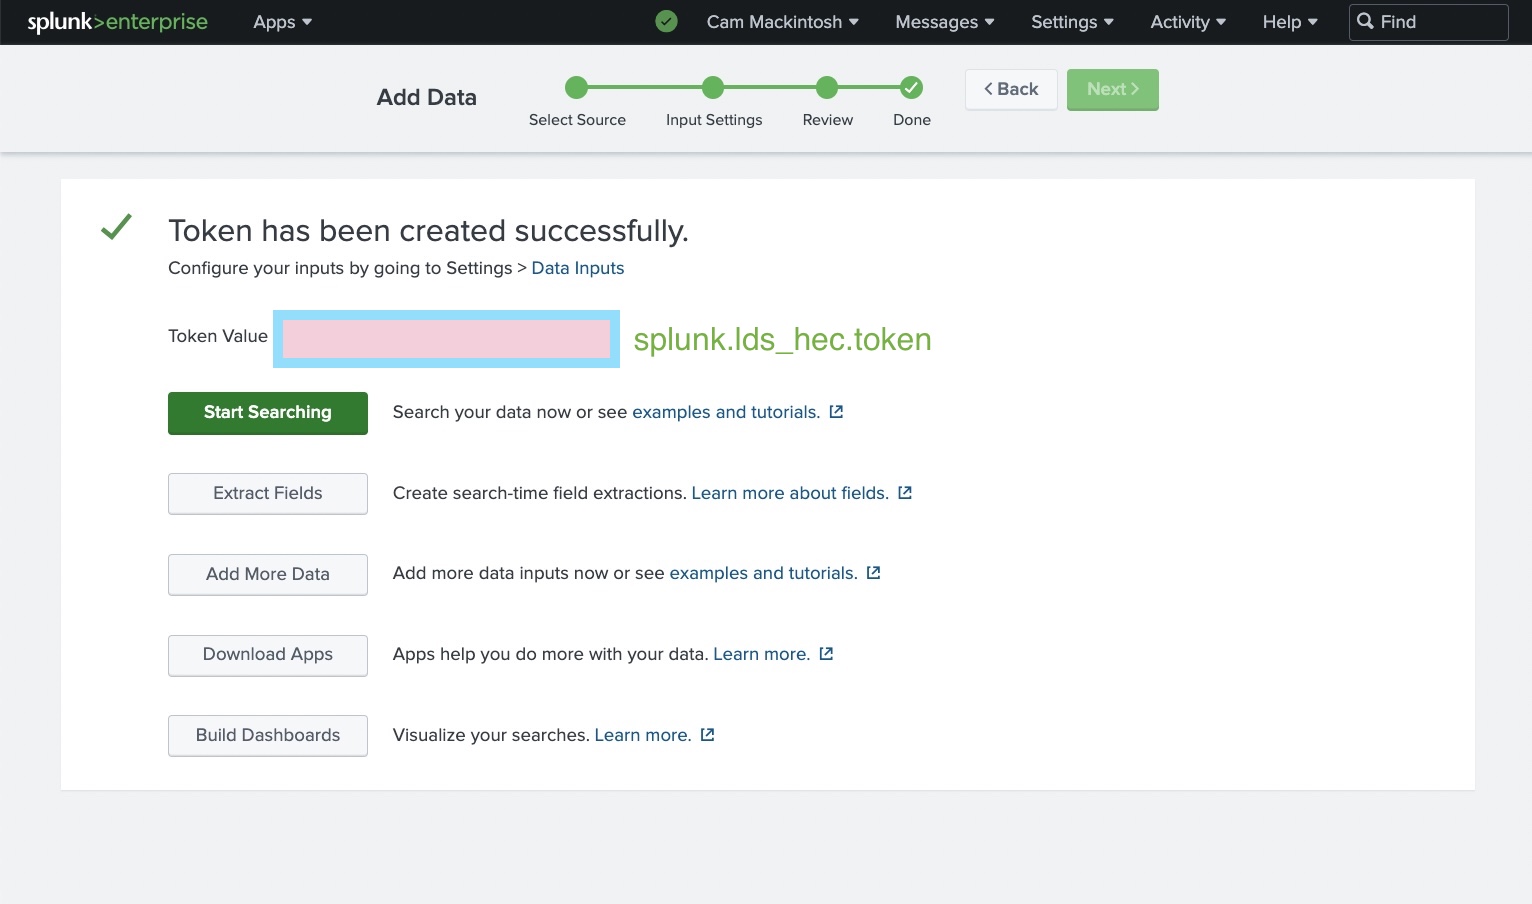 splunk>enterprise Apps Cam Mackintosh Messages Settings Activity Help Find
Add Data
Select Source Input Settings Review Done
Back Next
Token has been created successfully.
Configure your inputs by going to Settings > Data Inputs
Token Value splunk.lds_hec.token
Start Searching Search your data now or see examples and tutorials.
Extract Fields Create search-time field extractions. Learn more about fields.
Add More Data Add more data inputs now or see examples and tutorials.
Download Apps Apps help you do more with your data. Learn more.
Build Dashboards Visualize your searches. Learn more.